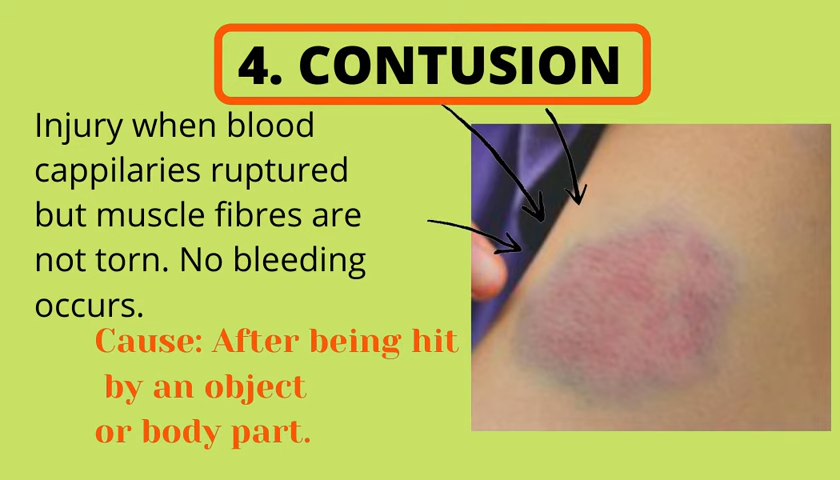 4. CONTUSION
Injury when blood
cappilaries ruptured
but muscle fibres are
not torn. No bleeding
occurs.
Cause: After being hit
by an object
or body part.